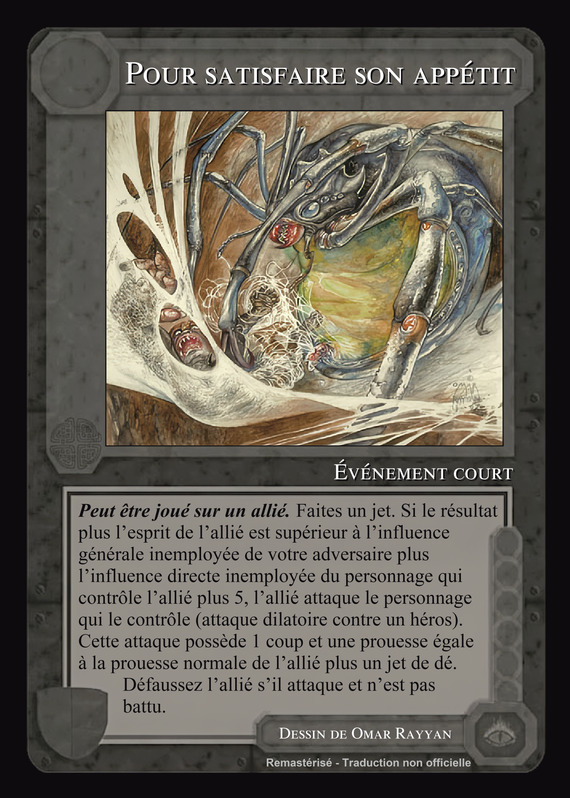 Pour satisfaire son appétit
Événement court
Peut être joué sur un allié. Faites un jet. Si le résultat
plus l’esprit de l’allié est supérieur à l’influence
générale inemployée de votre adversaire plus
l’influence directe inemployée du personnage qui
contrôle l’allié plus 5, l’allié attaque le personnage
qui le contrôle (attaque dilatoire contre un héros).
Cette attaque possède 1 coup et une prouesse égale
à la prouesse normale de l’allié plus un jet de dé.
Défaussez l’allié s’il attaque et n’est pas
battu.
Dessin de Omar Rayyan
Remastérisé - Traduction non officielle